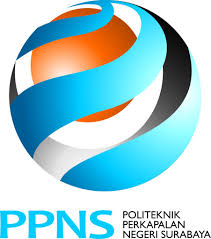 PPNS
POLITEKNIK
PERKAPALAN
NEGERI SURABAYA